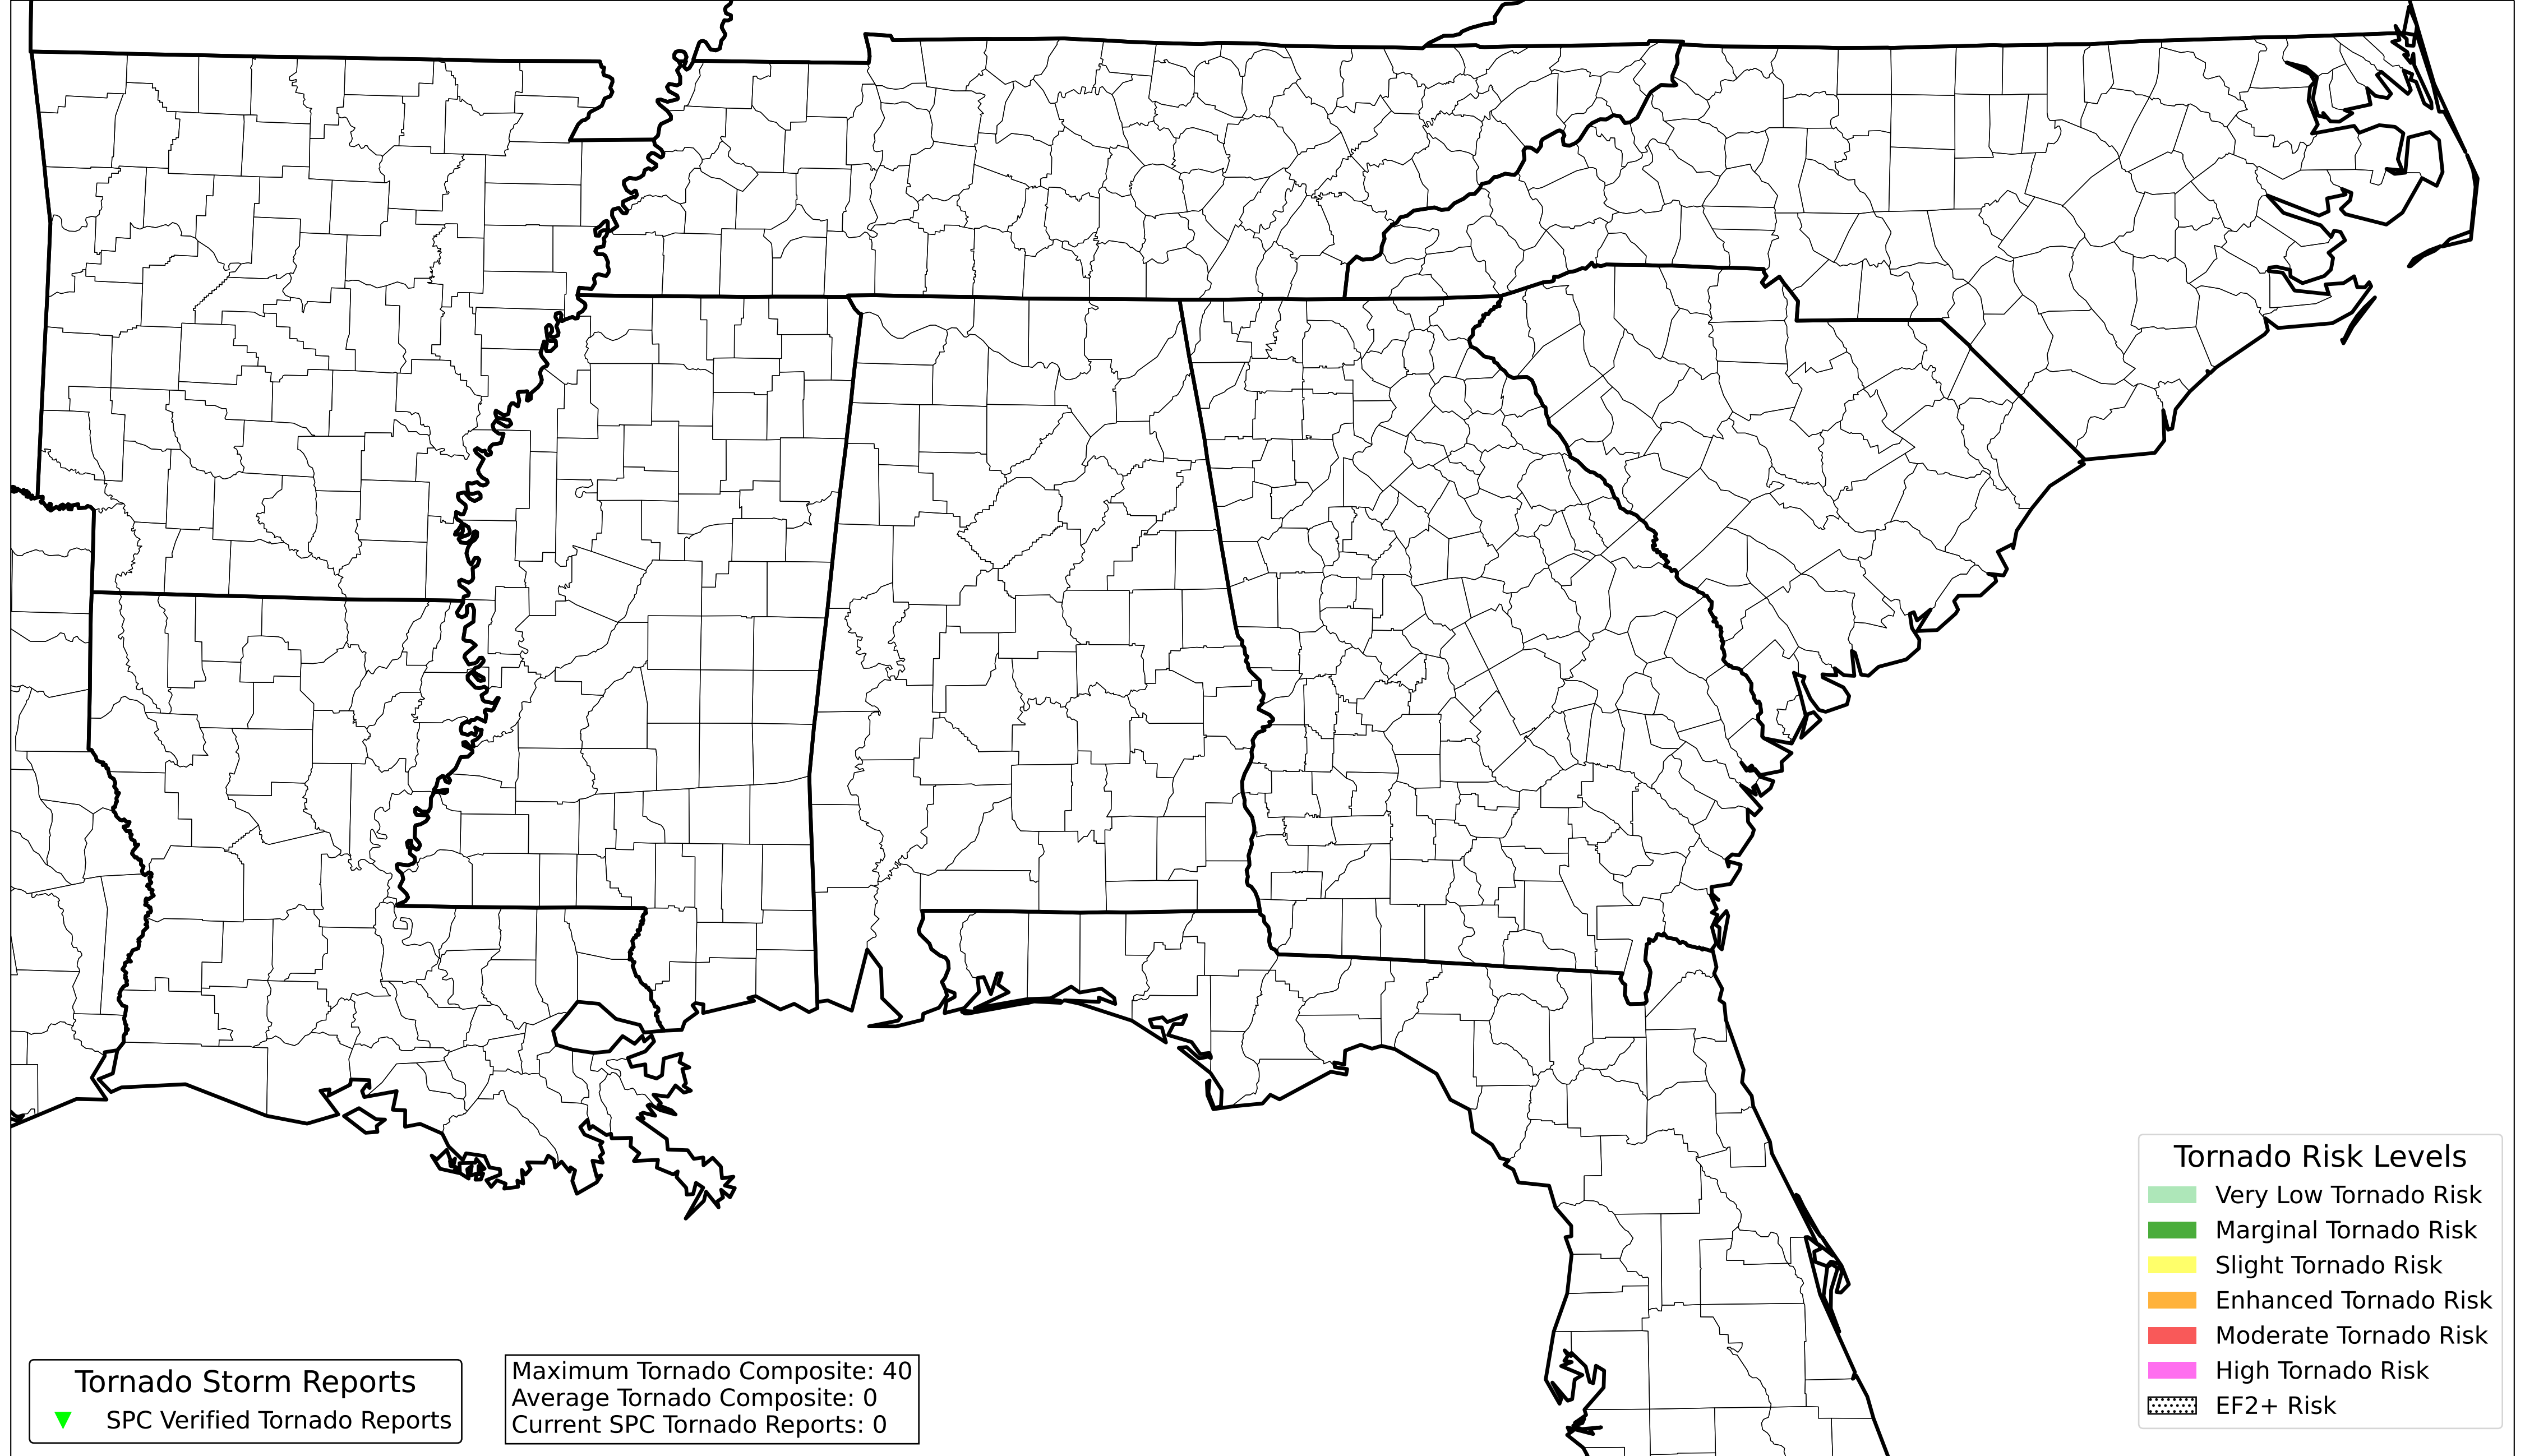 Tornado Risk Levels
Very Low Tornado Risk
Marginal Tornado Risk
Slight Tornado Risk
Enhanced Tornado Risk
Moderate Tornado Risk
High Tornado Risk
EF2+ Risk
Tornado Storm Reports
SPC Verified Tornado Reports
Maximum Tornado Composite: 40
Average Tornado Composite: 0
Current SPC Tornado Reports: 0